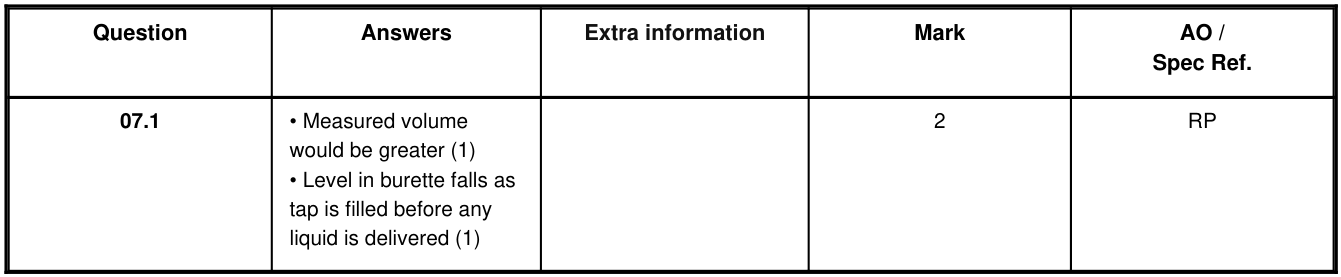 Question Answers Extra information Mark AO /
Spec Ref.
07.1 • Measured volume 2 RP
would be greater (1)
• Level in burette falls as
tap is filled before any
liquid is delivered (1)